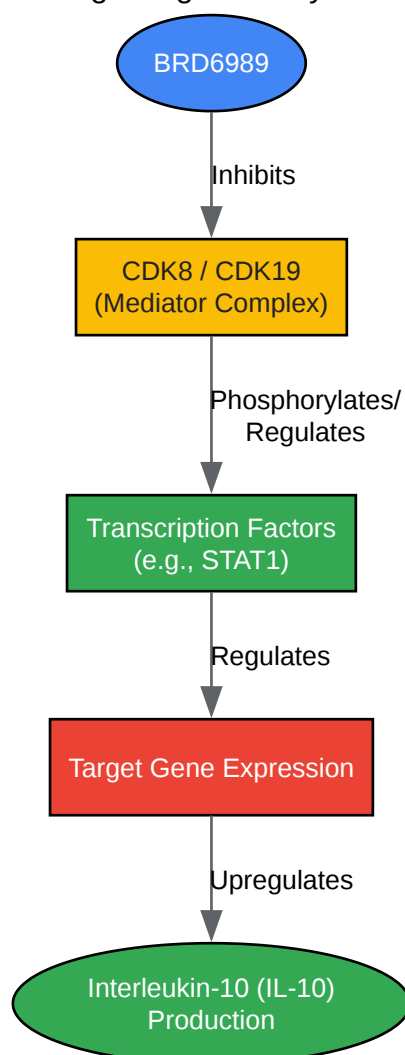 BRD6989
Inhibits
CDK8 / CDK19
(Mediator Complex)
Phosphorylates/
Regulates
Transcription Factors
(e.g., STAT1)
Regulates
Target Gene Expression
Upregulates
Interleukin-10 (IL-10)
Production